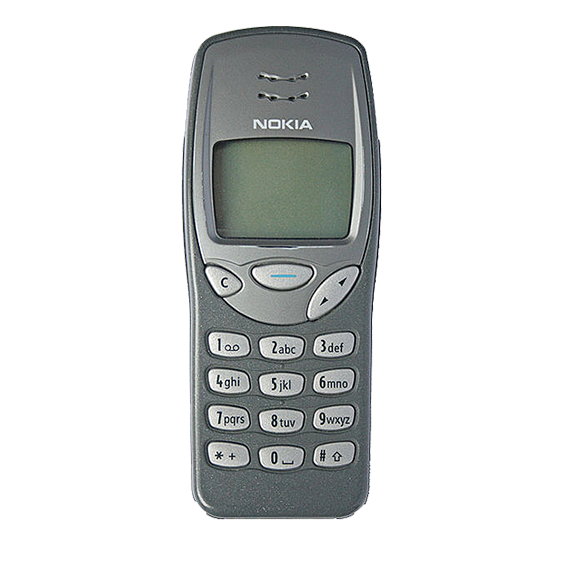 NOKIA
C
1 2abc 3def
4ghi 5jkl 6mno
7pqrs 8tuv 9wxyz
* + 0 #